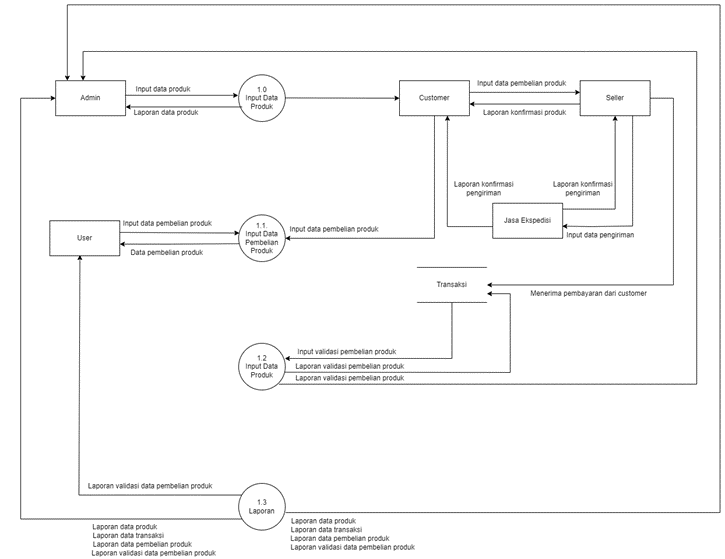 Admin
Input data produk
Laporan data produk
1.0
Input Data
Produk
Customer
Input data pembelian produk
Laporan konfirmasi produk
Seller
Laporan konfirmasi
pengiriman
Laporan konfirmasi
pengiriman
Jasa Ekspedisi
Input data pengiriman
User
Input data pembelian produk
Data pembelian produk
1.1.
Input Data
Pembelian
Produk
Input data pembelian produk
Transaksi
Menerima pembayaran dari customer
1.2
Input Data
Produk
Input validasi pembelian produk
Laporan validasi pembelian produk
Laporan validasi pembelian produk
Laporan validasi data pembelian produk
1.3
Laporan
Laporan data produk
Laporan data transaksi
Laporan data pembelian produk
Laporan validasi data pembelian produk
Laporan data produk
Laporan data transaksi
Laporan data pembelian produk
Laporan validasi data pembelian produk